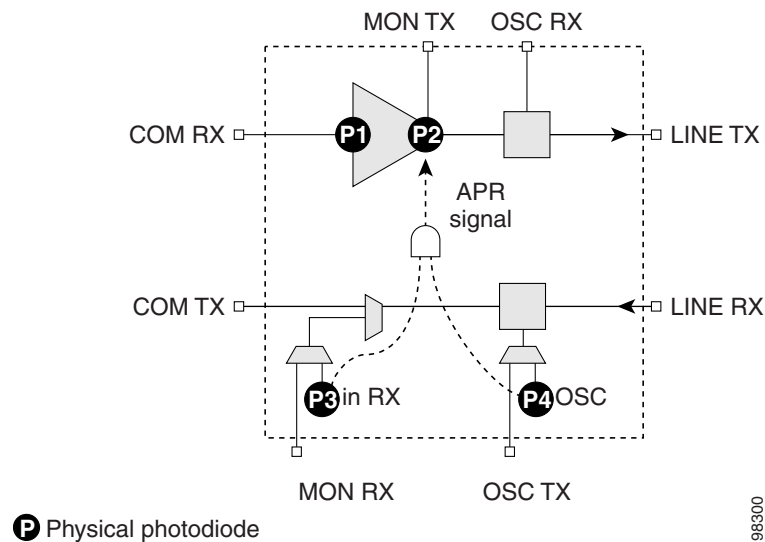 MON TX OSC RX
COM RX P1 P2 LINE TX
APR
signal
COM TX LINE RX
P3 in RX P4 OSC
MON RX OSC TX
P Physical photodiode
98300